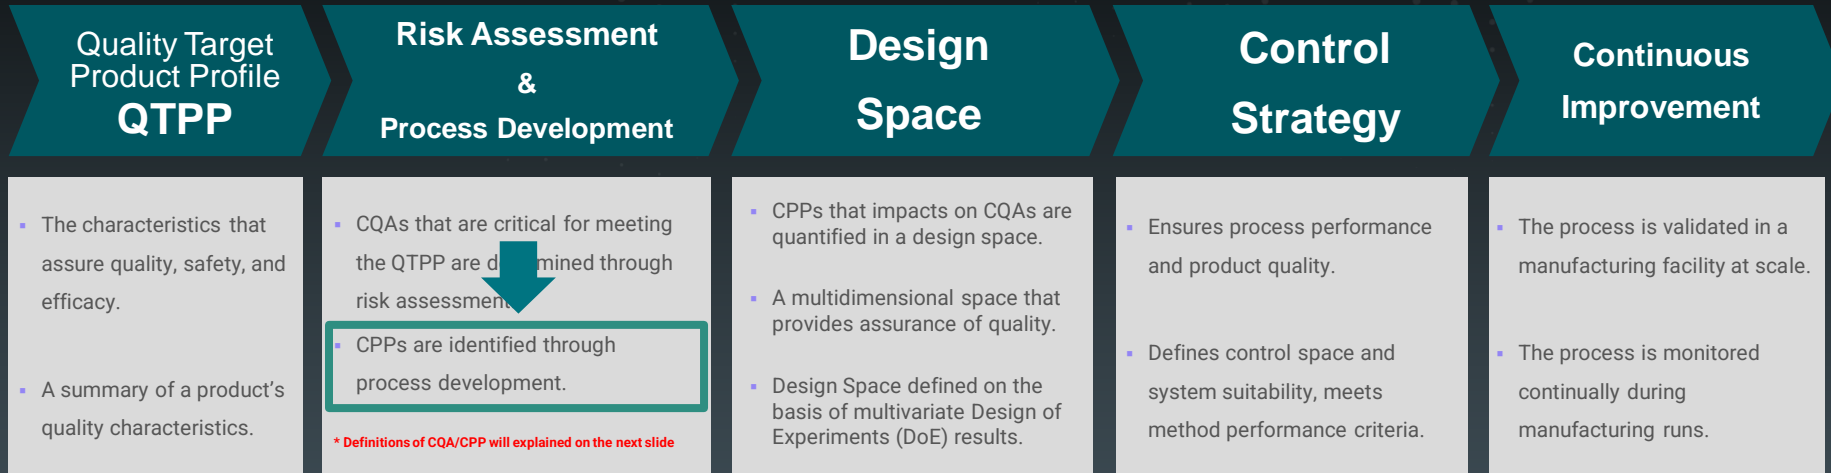 Quality Target
Product Profile
QTPP
Risk Assessment
&
Process Development
Design
Space
Control
Strategy
Continuous
Improvement
▪ The characteristics that
assure quality, safety, and
efficacy.
▪ A summary of a product’s
quality characteristics.
▪ CQAs that are critical for meeting
the QTPP are through
risk assessment
▪ CPPs are identified through
process development.
* Definitions of CQA/CPP will explained on the next slide
▪ CPPs that impacts on CQAs are
quantified in a design space.
▪ A multidimensional space that
provides assurance of quality.
▪ Design Space defined on the
basis of multivariate Design of
Experiments (DoE) results.
▪ Ensures process performance
and product quality.
▪ Defines control space and
system suitability, meets
method performance criteria.
▪ The process is validated in a
manufacturing facility at scale.
▪ The process is monitored
continually during
manufacturing runs.